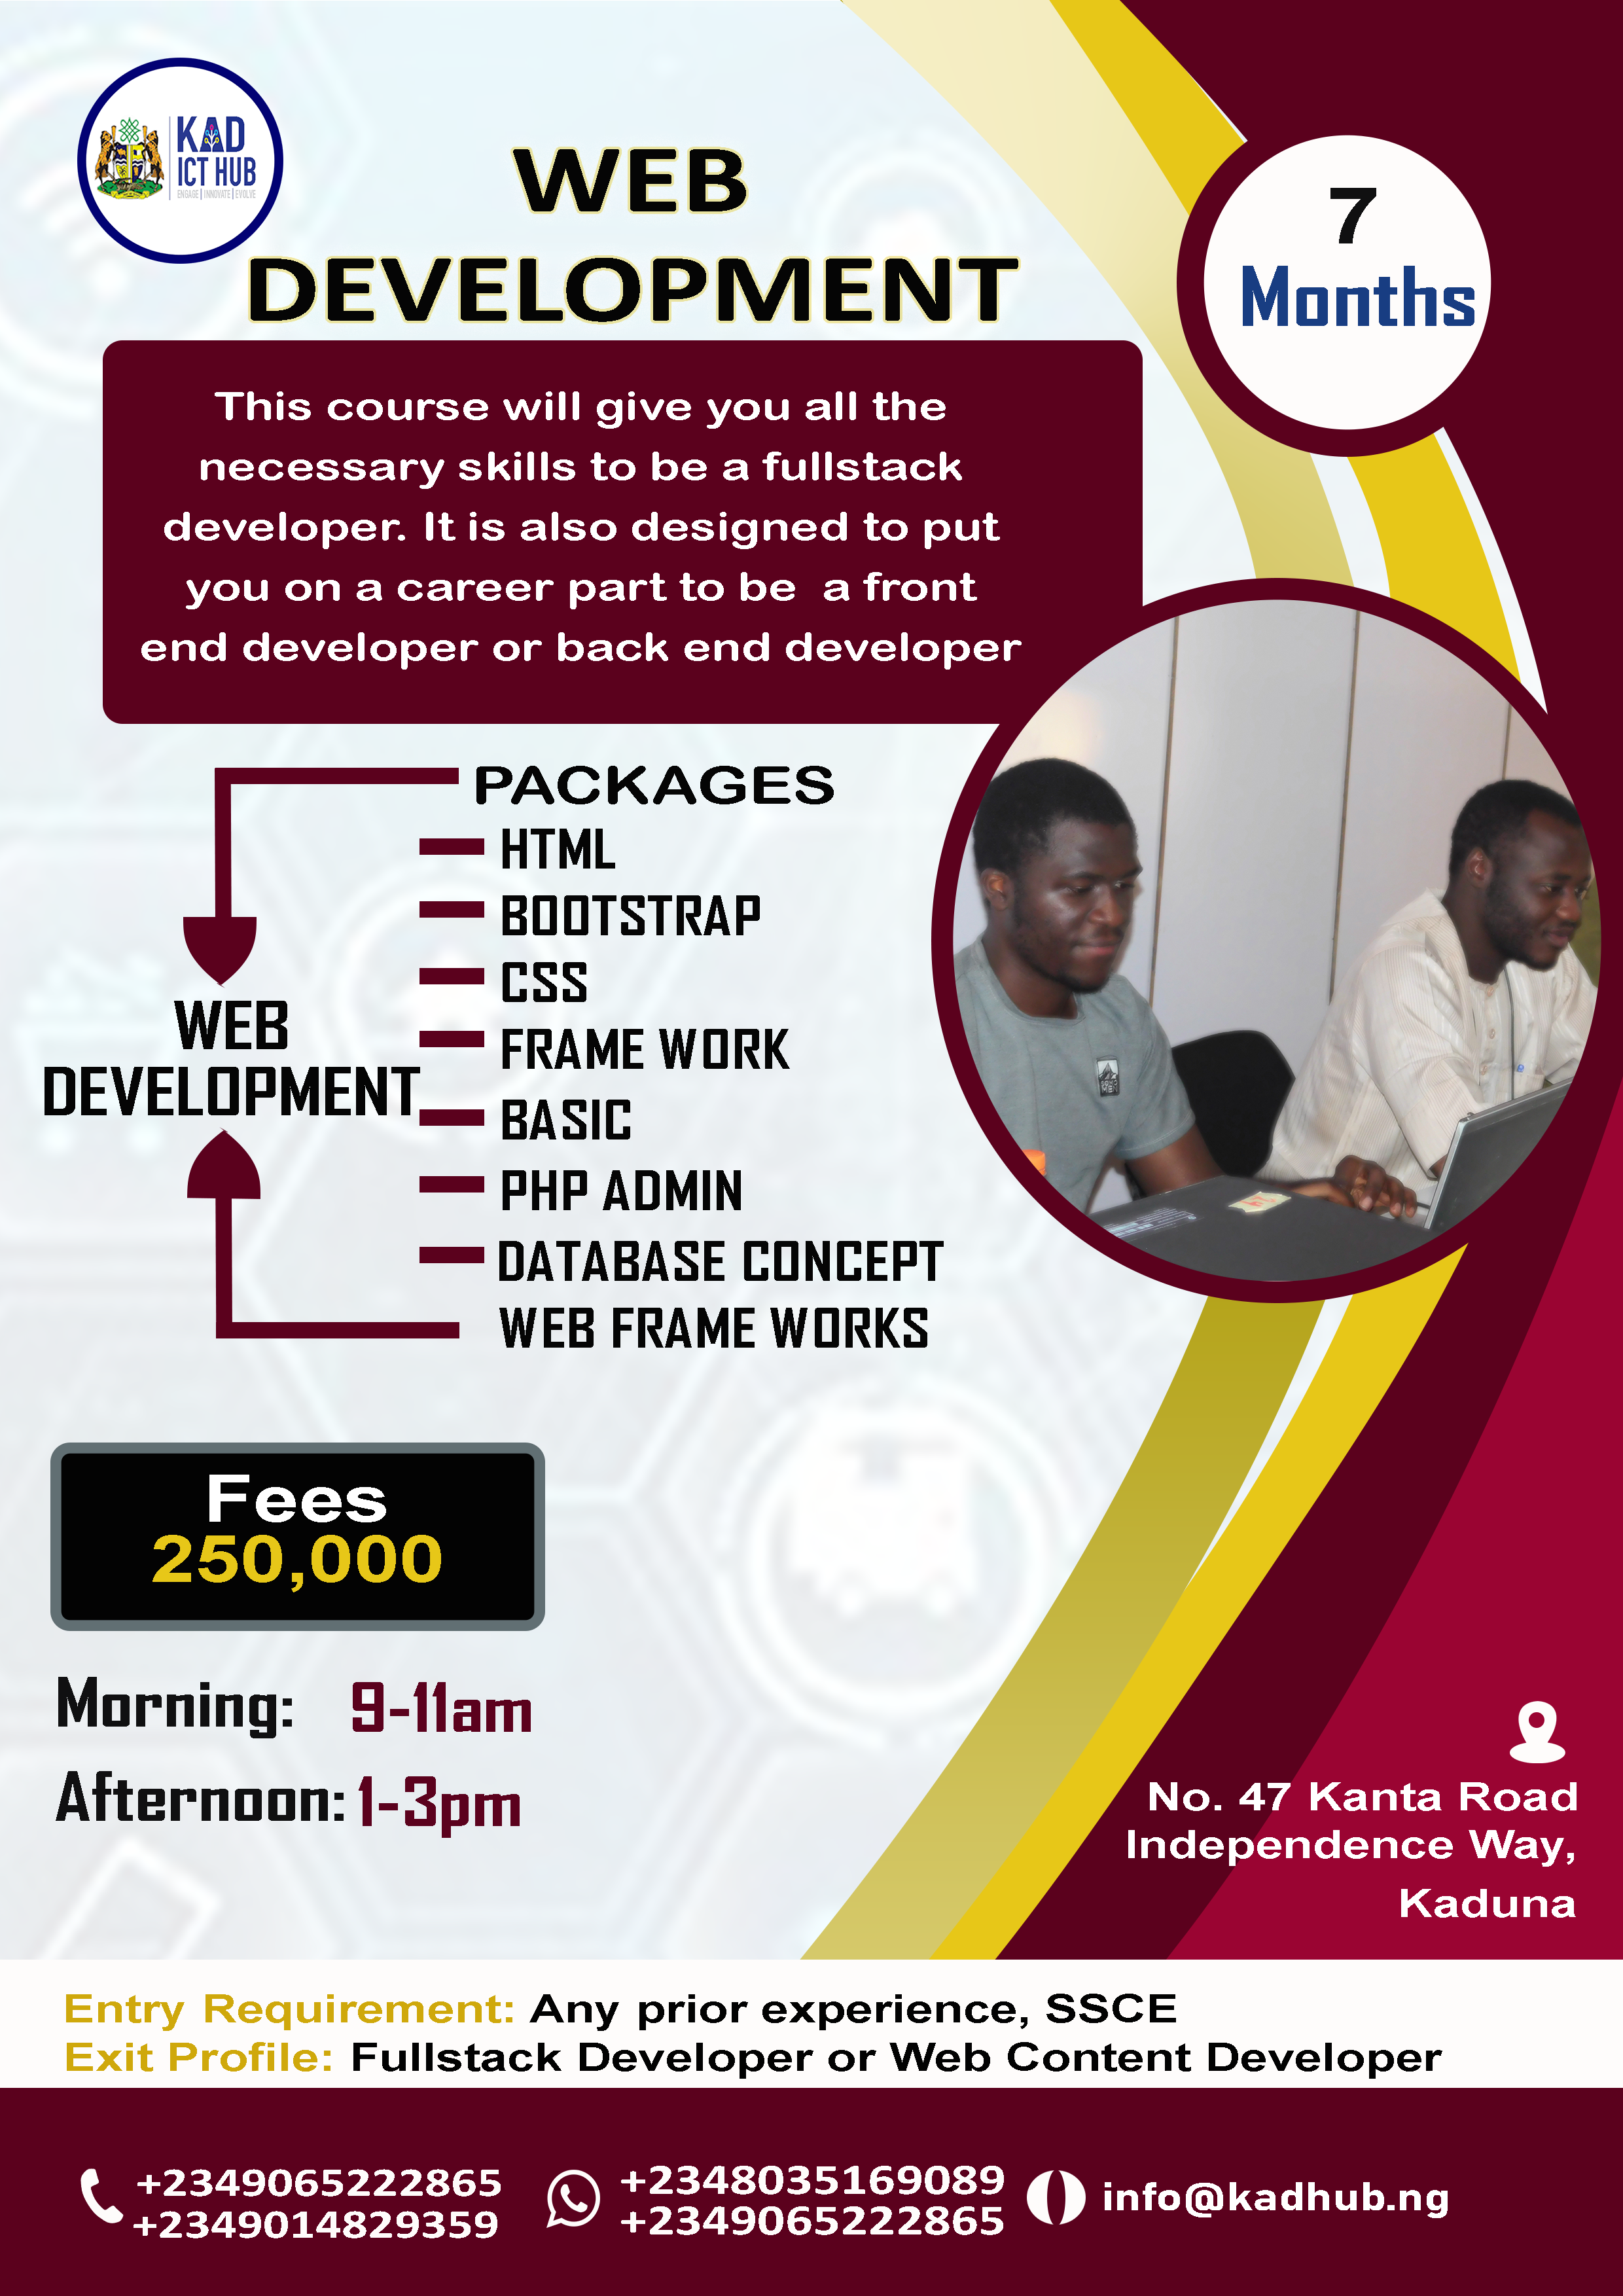 KAD
ICT HUB
ENGAGE | INNOVATE | EVOLVE
WEB
DEVELOPMENT
7
Months
This course will give you all the
necessary skills to be a fullstack
developer. It is also designed to put
you on a career part to be a front
end developer or back end developer
PACKAGES
HTML
BOOTSTRAP
CSS
FRAME WORK
BASIC
PHP ADMIN
DATABASE CONCEPT
WEB FRAME WORKS
WEB
DEVELOPMENT
Fees
250,000
Morning: 9-11am
Afternoon: 1-3pm
No. 47 Kanta Road
Independence Way,
Kaduna
Entry Requirement: Any prior experience, SSCE
Exit Profile: Fullstack Developer or Web Content Developer
+2349065222865
+2349014829359
+2348035169089
+2349065222865
info@kadhub.ng